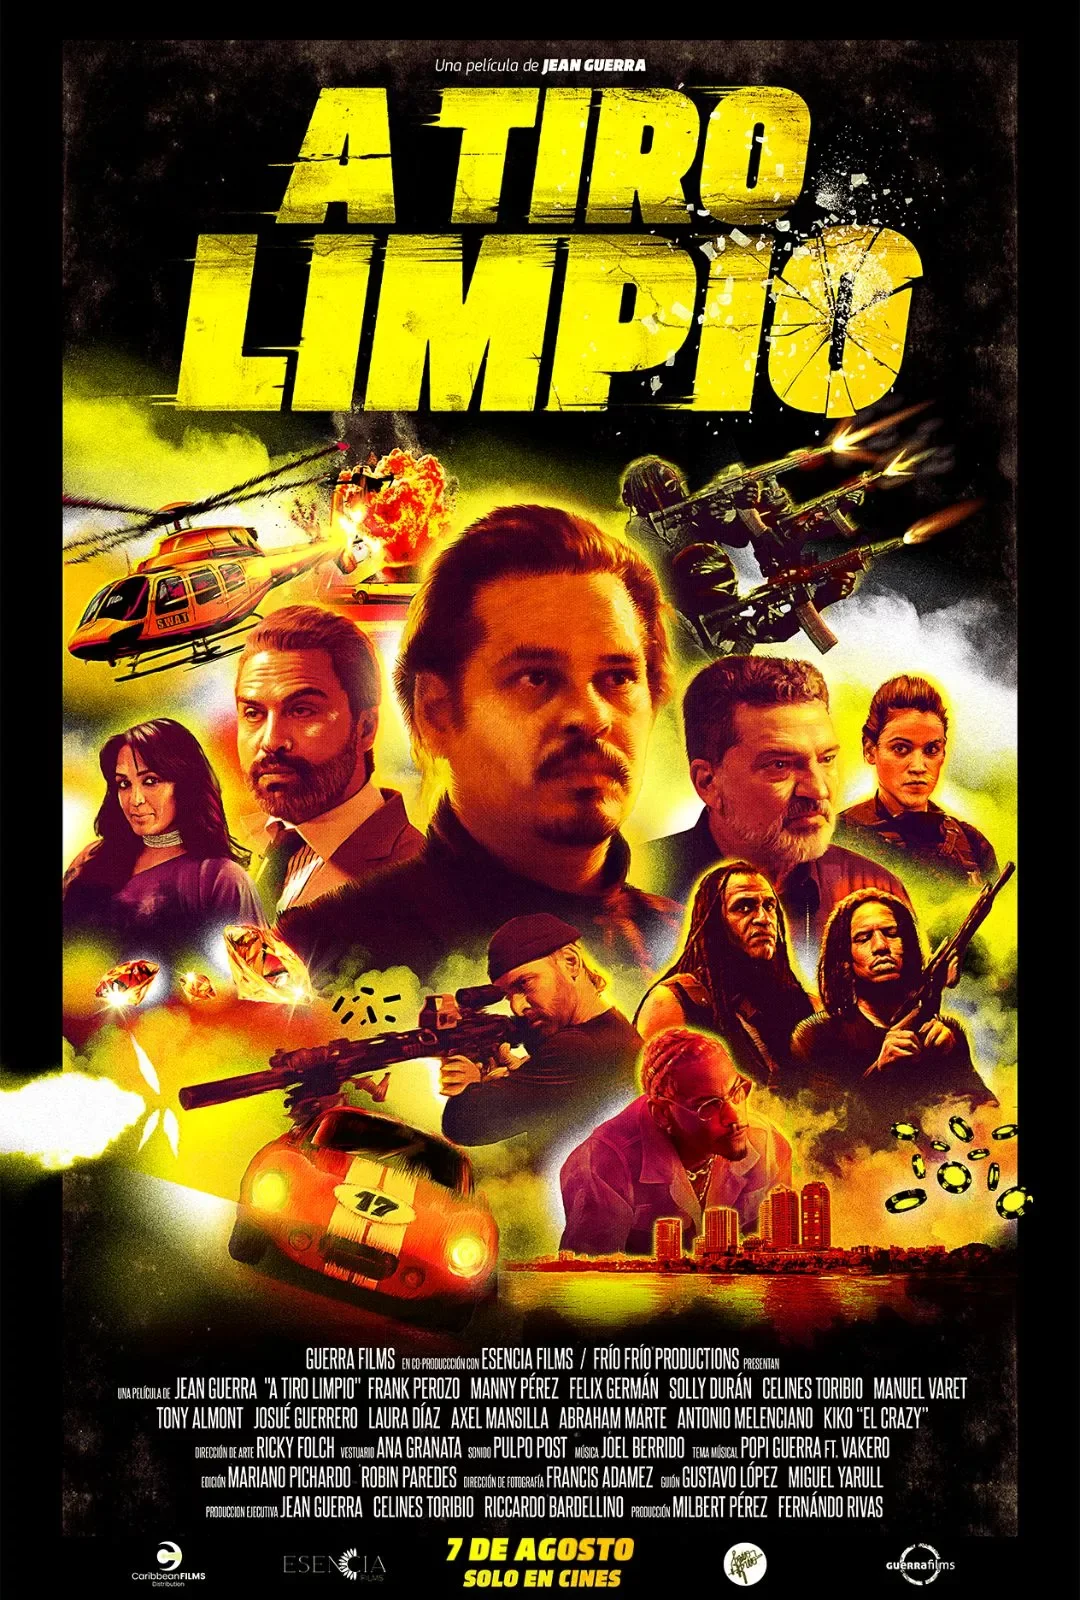 Una película de JEAN GUERRA
A TIRO
LIMPIO
S.W.A.T
17
GUERRA FILMS EN CO-PRODUCCCIÓN CON ESENCIA FILMS / FRÍO FRÍO PRODUCTIONS PRESENTAN
UNA PELÍCULA DE JEAN GUERRA "A TIRO LIMPIO" FRANK PEROZO MANNY PÉREZ FELIX GERMÁN SOLLY DURÁN CELINES TORIBIO MANUEL VARET
TONY ALMONT JOSUÉ GUERRERO LAURA DÍAZ AXEL MANSILLA ABRAHAM MARTE ANTONIO MELENCIANO KIKO "EL CRAZY"
DIRECCIÓN DE ARTE RICKY FOLCH VESTUARIO ANA GRANATA SONIDO PULPO POST MÚSICA JOEL BERRIDO TEMA MÚSICAL POPI GUERRA FT. VAKERO
EDICIÓN MARIANO PICHARDO ROBIN PAREDES DIRECCIÓN DE FOTOGRAFÍA FRANCIS ADAMEZ GUIÓN GUSTAVO LÓPEZ MIGUEL YARULL
PRODUCCION EJECUTIVA JEAN GUERRA CELINES TORIBIO RICCARDO BARDELLINO PRODUCCIÓN MILBERT PÉREZ FERNÁNDO RIVAS
CaribbeanFILMS
Distribution
ESENCIA
FILMS
7 DE AGOSTO
SOLO EN CINES
guerrafilms